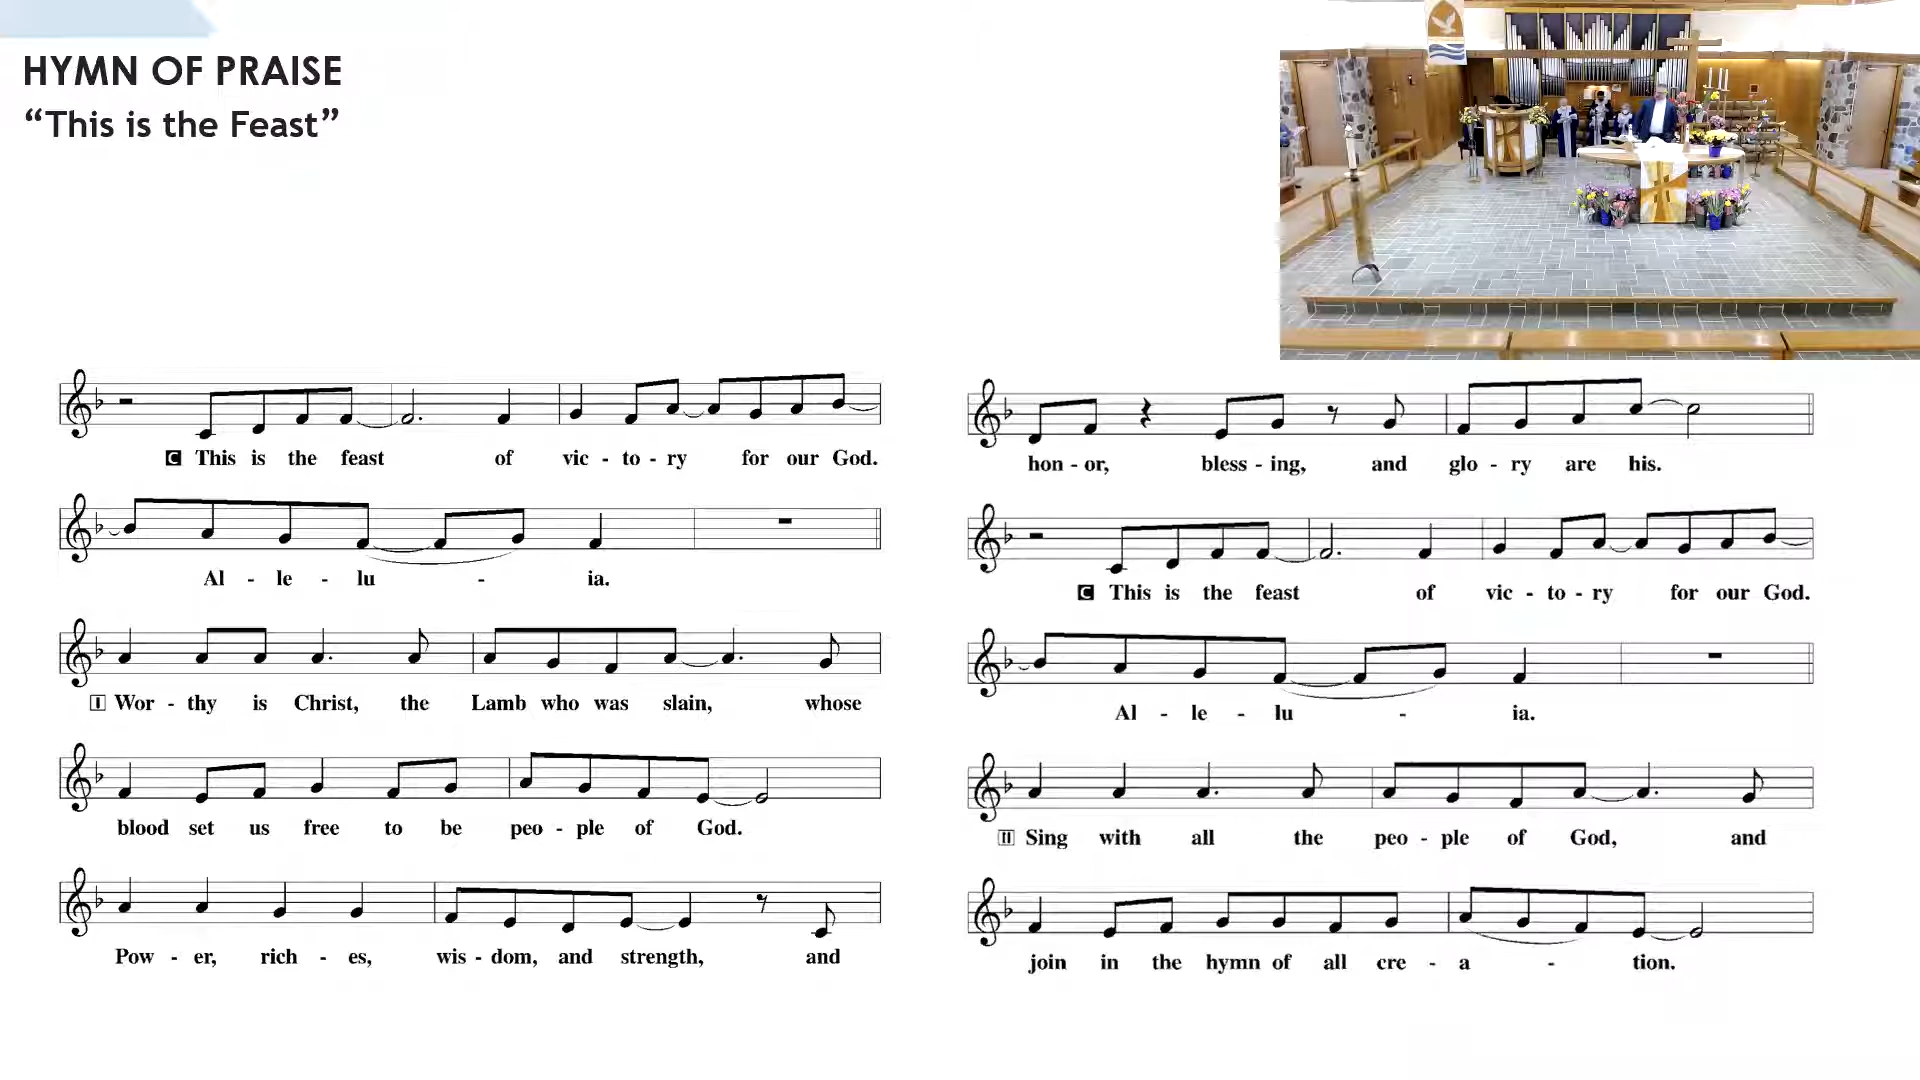 HYMN OF PRAISE
“This is the Feast”
C This is the feast of vic - to - ry for our God.
Al - le - lu - ia.
I Wor - thy is Christ, the Lamb who was slain, whose
blood set us free to be peo - ple of God.
Pow - er, rich - es, wis - dom, and strength, and
hon - or, bless - ing, and glo - ry are his.
C This is the feast of vic - to - ry for our God.
Al - le - lu - ia.
II Sing with all the peo - ple of God, and
join in the hymn of all cre - a - tion.